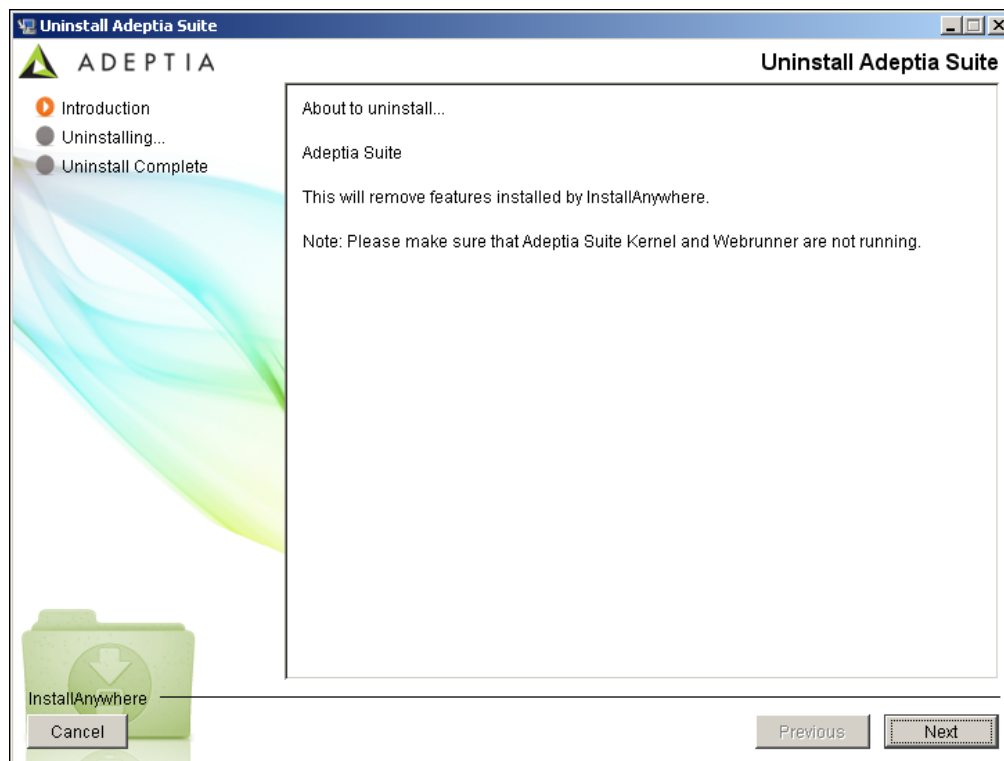 Uninstall Adeptia Suite
ADEPTIA
Uninstall Adeptia Suite
Introduction
Uninstalling...
Uninstall Complete
About to uninstall...
Adeptia Suite
This will remove features installed by InstallAnywhere.
Note: Please make sure that Adeptia Suite Kernel and Webrunner are not running.
InstallAnywhere
Cancel
Previous
Next